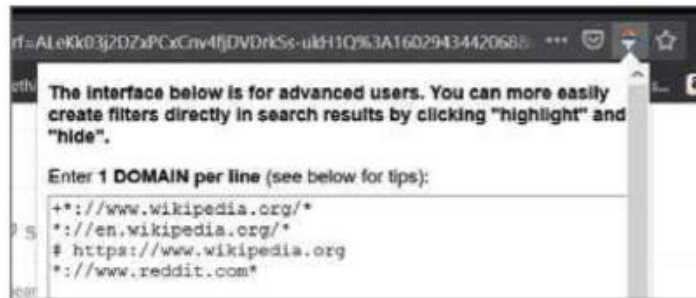 rf=ALeKk03j2DZxPCxCnv4fjDVDrkSs-ukH1Q%3A1602943442068
The interface below is for advanced users. You can more easily
create filters directly in search results by clicking "highlight" and
"hide".
Enter 1 DOMAIN per line (see below for tips):
+*://www.wikipedia.org/*
*://en.wikipedia.org/*
# https://www.wikipedia.org
*://www.reddit.com*